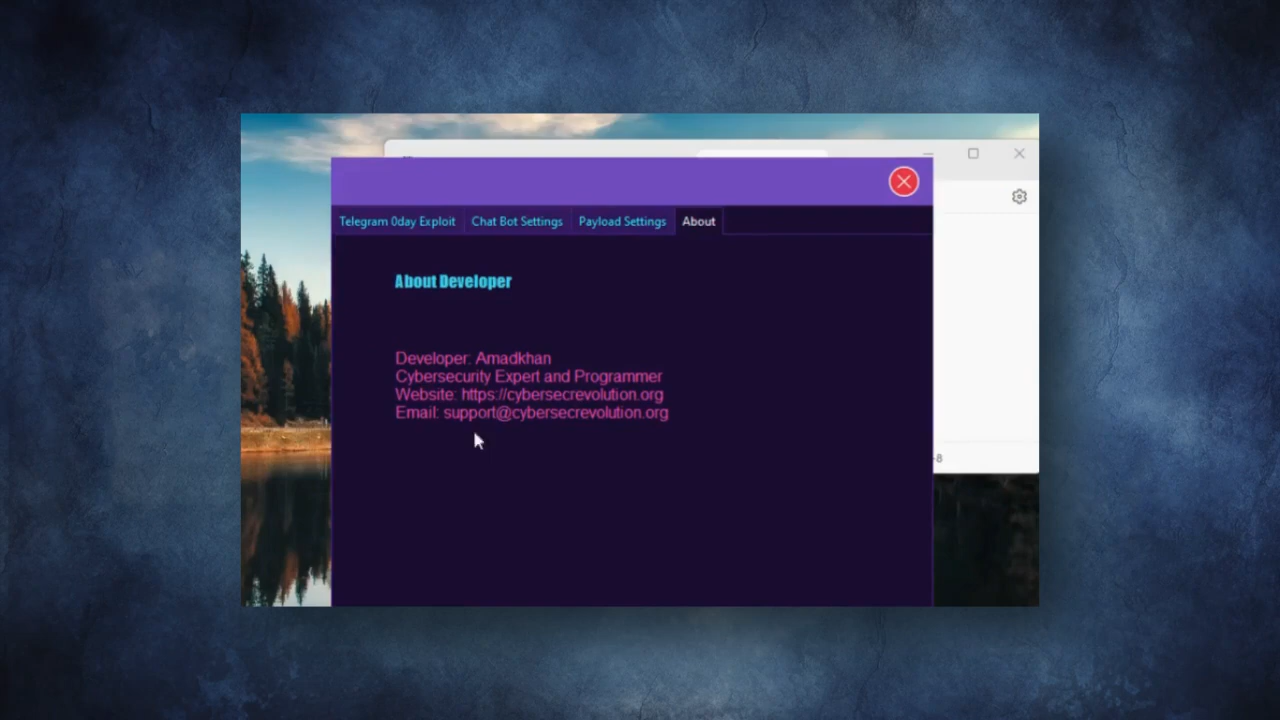 Telegram 0day Exploit
Chat Bot Settings
Payload Settings
About
About Developer
Developer: Amadkhan
Cybersecurity Expert and Programmer
Website: https://cybersecrevolution.org
Email: support@cybersecrevolution.org
-8